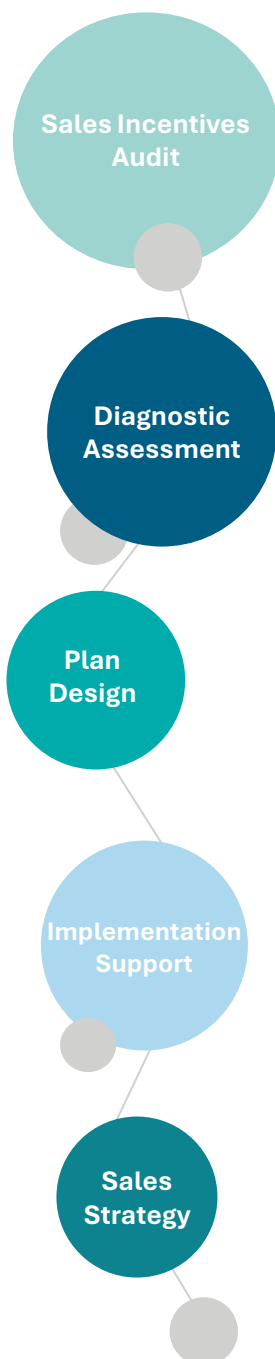 Sales Incentives
Audit
Diagnostic
Assessment
Plan
Design
Implementation
Support
Sales
Strategy